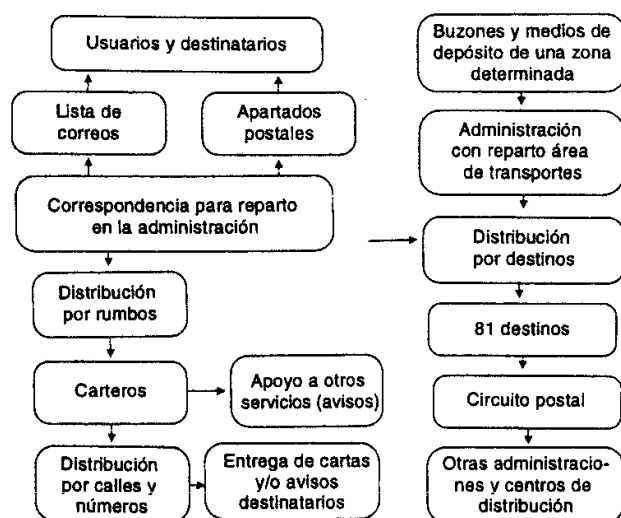 Usuarios y destinatarios
Lista de
correos
Apartados
postales
Correspondencia para reparto
en la administración
Distribución
por rumbos
Carteros
Apoyo a otros
servicios (avisos)
Distribución
por calles y
números
Entrega de cartas
y/o avisos
destinatarios
Buzones y medios de
depósito de una zona
determinada
Administración
con reparto área
de transportes
Distribución
por destinos
81 destinos
Circuito postal
Otras administracio-
nes y centros de
distribución